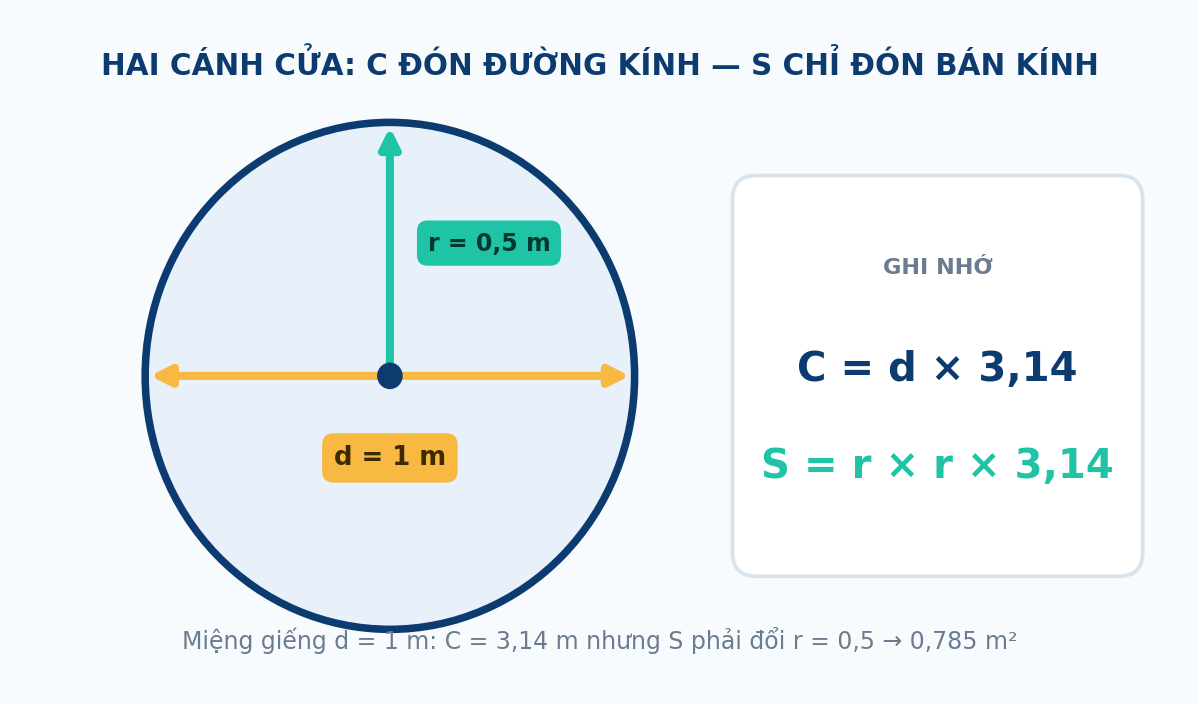 HAI CÁNH CỬA: C ĐÓN ĐƯỜNG KÍNH — S CHỈ ĐÓN BÁN KÍNH
r = 0,5 m
d = 1 m
GHI NHỚ
C = d × 3,14
S = r × r × 3,14
Miệng giếng d = 1 m: C = 3,14 m nhưng S phải đổi r = 0,5 → 0,785 m²